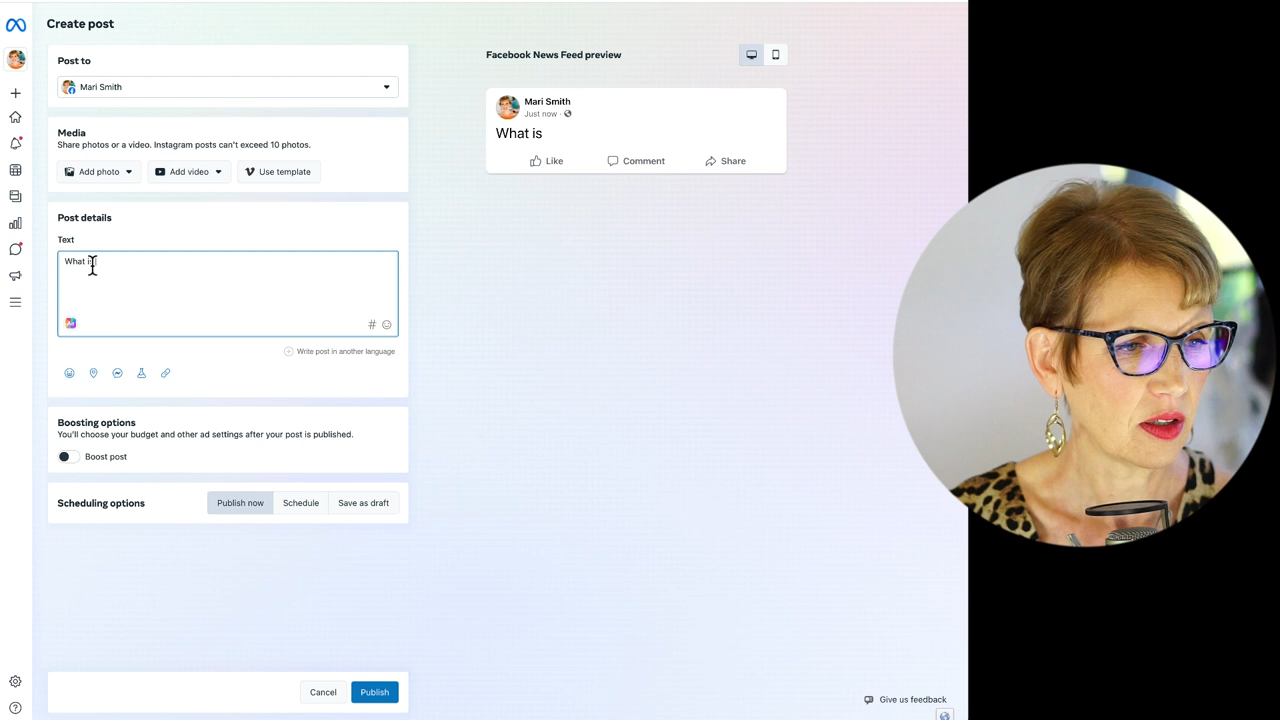 Create post
Post to
Mari Smith
Media
Share photos or a video. Instagram posts can't exceed 10 photos.
Add photo
Add video
Use template
Post details
Text
What is
#
Write post in another language
Boosting options
You'll choose your budget and other ad settings after your post is published.
Boost post
Scheduling options
Publish now
Schedule
Save as draft
Cancel
Publish
Facebook News Feed preview
Mari Smith
Just now ·
What is
Like
Comment
Share
Give us feedback